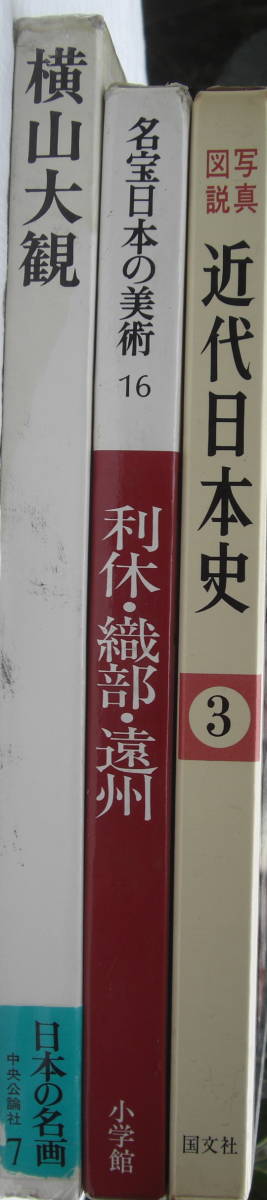 横山大観
日本の名画
中央公論社
7
名宝日本の美術
16
利休・織部・遠州
小学館
写真
図説
近代日本史
3
国文社